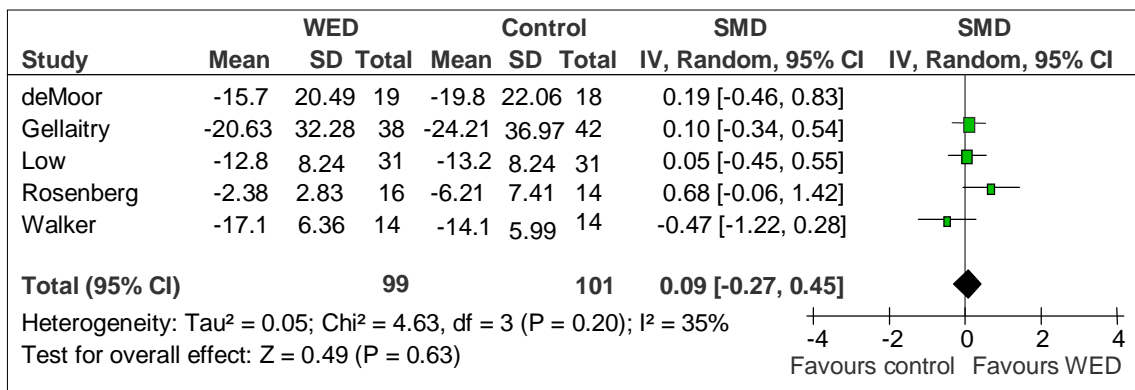 WED Control SMD SMD
Study Mean SD Total Mean SD Total IV, Random, 95% CI IV, Random, 95% CI
deMoor -15.7 20.49 19 -19.8 22.06 18 0.19 [-0.46, 0.83]
Gellaitry -20.63 32.28 38 -24.21 36.97 42 0.10 [-0.34, 0.54]
Low -12.8 8.24 31 -13.2 8.24 31 0.05 [-0.45, 0.55]
Rosenberg -2.38 2.83 16 -6.21 7.41 14 0.68 [-0.06, 1.42]
Walker -17.1 6.36 14 -14.1 5.99 14 -0.47 [-1.22, 0.28]
Total (95% CI) 99 101 0.09 [-0.27, 0.45]
Heterogeneity: Tau² = 0.05; Chi² = 4.63, df = 3 (P = 0.20); I² = 35%
Test for overall effect: Z = 0.49 (P = 0.63)
-4 -2 0 2 4
Favours control Favours WED